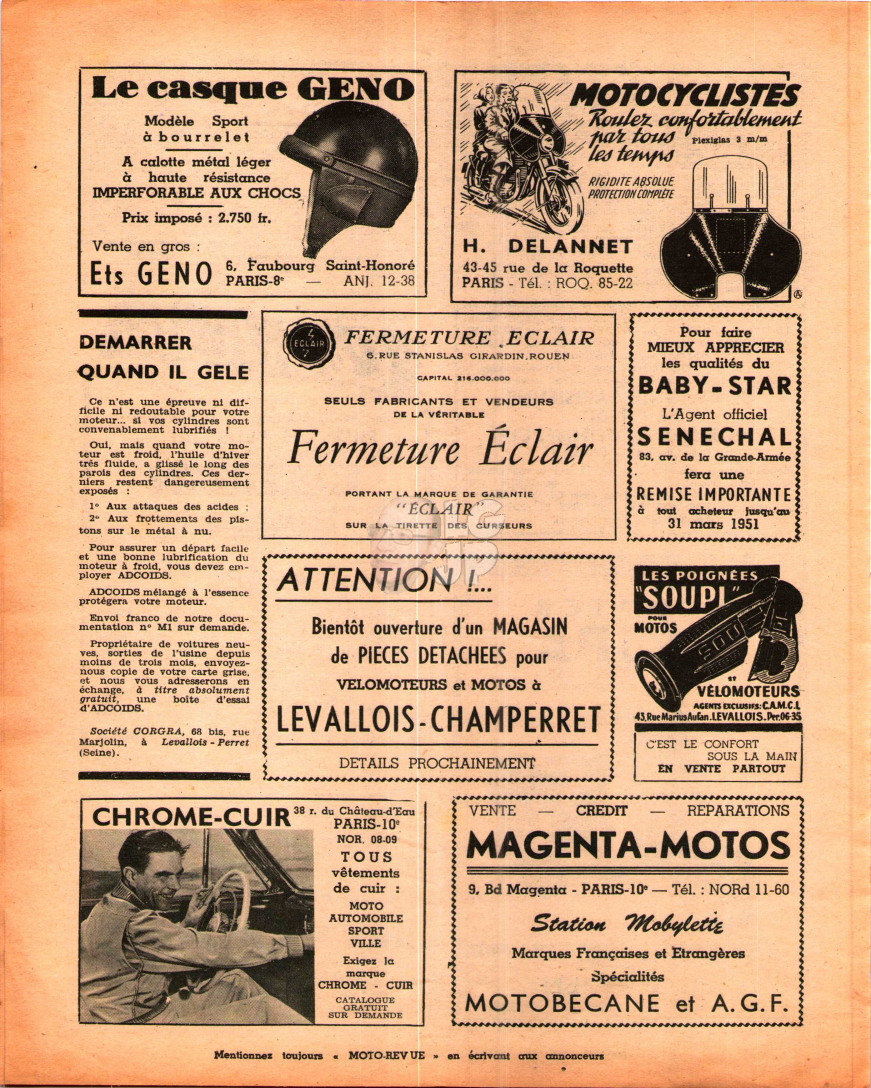 Le casque GENO
Modèle Sport
à bourrelet
A calotte métal léger
à haute résistance
IMPERFORABLE AUX CHOCS
Prix imposé : 2.750 fr.
Vente en gros :
Ets GENO
6, Faubourg Saint-Honoré
PARIS-8e — ANJ. 12-38
MOTOCYCLISTES
Roulez confortablement
par tous
les temps
Plexiglas 3 m/m
RIGIDITE ABSOLUE
PROTECTION COMPLÈTE
H. DELANNET
43-45 rue de la Roquette
PARIS - Tél. : ROQ. 85-22
DEMARRER
QUAND IL GELE
Ce n'est une épreuve ni dif-
ficile ni redoutable pour votre
moteur... si vos cylindres sont
convenablement lubrifiés !
Oui, mais quand votre mo-
teur est froid, l'huile d'hiver
très fluide, a glissé le long des
parois des cylindres. Ces der-
niers restent dangereusement
exposés :
1° Aux attaques des acides :
2° Aux frottements des pis-
tons sur le métal à nu.
Pour assurer un départ facile
et une bonne lubrification du
moteur à froid, vous devez em-
ployer ADCOIDS.
ADCOIDS mélangé à l'essence
protégera votre moteur.
Envoi franco de notre docu-
mentation n° M1 sur demande.
Propriétaire de voitures neu-
ves, sorties de l'usine depuis
moins de trois mois, envoyez-
nous copie de votre carte grise,
et nous vous adresserons en
échange, à titre absolument
gratuit, une boîte d'essai
d'ADCOIDS.
Société CORGRA, 68 bis, rue
Marjolin, à Levallois-Perret
(Seine).
ECLAIR
FERMETURE ECLAIR
6, RUE STANISLAS GIRARDIN, ROUEN
CAPITAL 216.000.000
SEULS FABRICANTS ET VENDEURS
DE LA VÉRITABLE
Fermeture Éclair
PORTANT LA MARQUE DE GARANTIE
"ÉCLAIR"
SUR LA TIRETTE DES CURSEURS
Pour faire
MIEUX APPRECIER
les qualités du
BABY-STAR
L'Agent officiel
SENECHAL
83, av. de la Grande-Armée
fera une
REMISE IMPORTANTE
à tout acheteur jusqu'au
31 mars 1951
ATTENTION !...
Bientôt ouverture d'un MAGASIN
de PIECES DETACHEES pour
VELOMOTEURS et MOTOS à
LEVALLOIS-CHAMPERRET
DETAILS PROCHAINEMENT
LES POIGNÉES
"SOUPL"
POUR
MOTOS
ET
VÉLOMOTEURS
AGENTS EXCLUSIFS: C.A.M.C.L
43, Rue Marius Aufan. LEVALLOIS. Per. 06-35
C'EST LE CONFORT
SOUS LA MAIN
EN VENTE PARTOUT
CHROME-CUIR
38 r. du Château-d'Eau
PARIS-10e
NOR. 08-09
TOUS
vêtements
de cuir :
MOTO
AUTOMOBILE
SPORT
VILLE
Exigez la
marque
CHROME - CUIR
CATALOGUE
GRATUIT
SUR DEMANDE
VENTE — CREDIT — REPARATIONS
MAGENTA-MOTOS
9, Bd Magenta - PARIS-10e — Tél. : NORd 11-60
Station Mobylette
Marques Françaises et Etrangères
Spécialités
MOTOBECANE et A.G.F.
Mentionnez toujours « MOTO-REVUE » en écrivant aux annonceurs